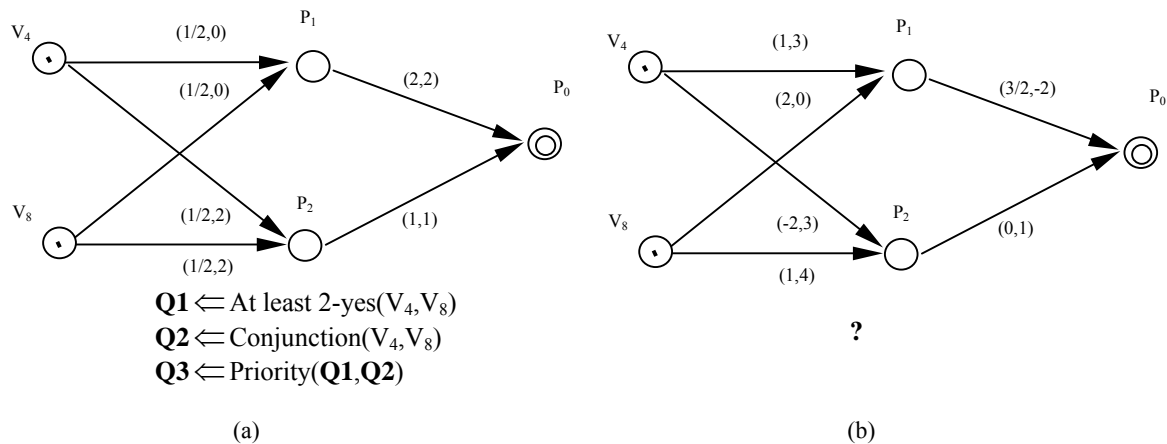 V4
P1
(1/2,0)
(1/2,0)
(2,2)
P0
V8
P2
(1/2,2)
(1,1)
(1/2,2)
Q1 ⇐ At least 2-yes(V4,V8)
Q2 ⇐ Conjunction(V4,V8)
Q3 ⇐ Priority(Q1,Q2)
(a)
V4
P1
(1,3)
(2,0)
(3/2,-2)
P0
V8
P2
(-2,3)
(0,1)
(1,4)
?
(b)